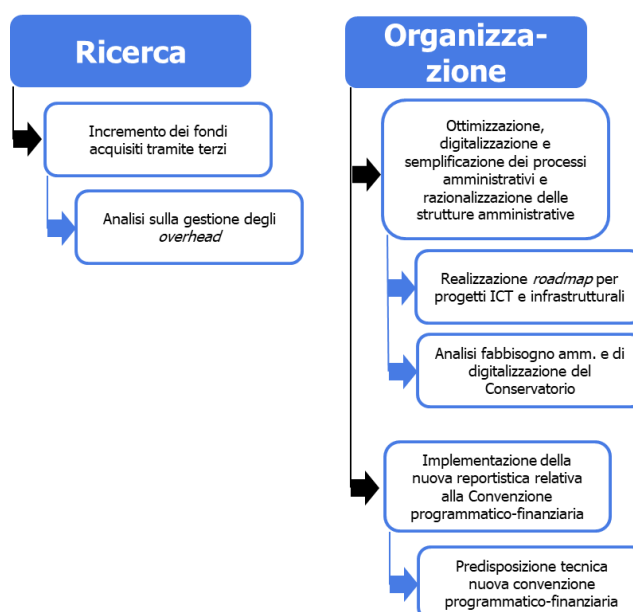 Ricerca
Incremento dei fondi
acquisiti tramite terzi
Analisi sulla gestione degli
overhead
Organizza-
zione
Ottimizzazione,
digitalizzazione e
semplificazione dei processi
amministrativi e
razionalizzazione delle
strutture amministrative
Realizzazione roadmap per
progetti ICT e infrastrutturali
Analisi fabbisogno amm. e di
digitalizzazione del
Conservatorio
Implementazione della
nuova reportistica relativa
alla Convenzione
programmatico-finanziaria
Predisposizione tecnica
nuova convenzione
programmatico-finanziaria